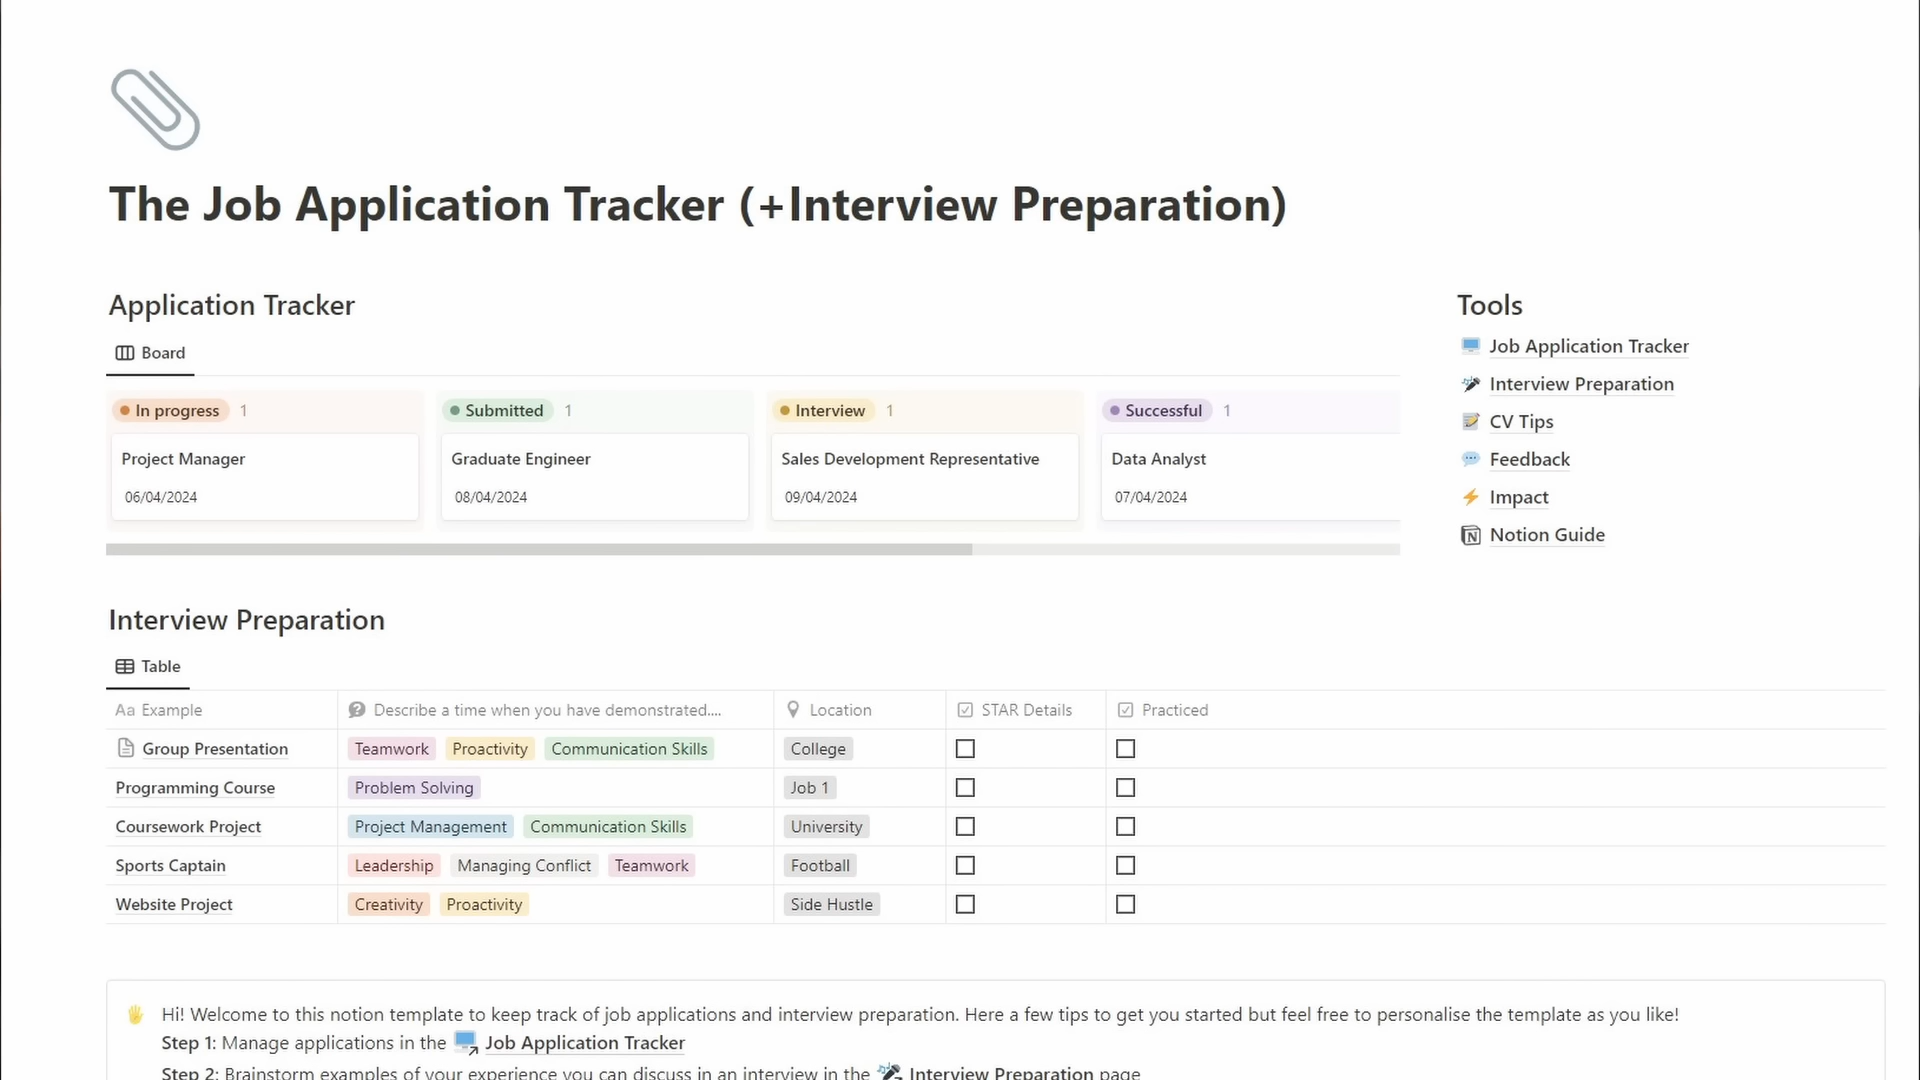 The Job Application Tracker (+Interview Preparation)
Application Tracker
Board
In progress 1
Project Manager
06/04/2024
Submitted 1
Graduate Engineer
08/04/2024
Interview 1
Sales Development Representative
09/04/2024
Successful 1
Data Analyst
07/04/2024
Tools
Job Application Tracker
Interview Preparation
CV Tips
Feedback
Impact
Notion Guide
Interview Preparation
Table
Aa Example Describe a time when you have demonstrated.... Location STAR Details Practiced
Group Presentation Teamwork Proactivity Communication Skills College
Programming Course Problem Solving Job 1
Coursework Project Project Management Communication Skills University
Sports Captain Leadership Managing Conflict Teamwork Football
Website Project Creativity Proactivity Side Hustle
Hi! Welcome to this notion template to keep track of job applications and interview preparation. Here a few tips to get you started but feel free to personalise the template as you like!
Step 1: Manage applications in the Job Application Tracker
Step 2: Brainstorm examples of your experience you can discuss in an interview in the Interview Preparation page